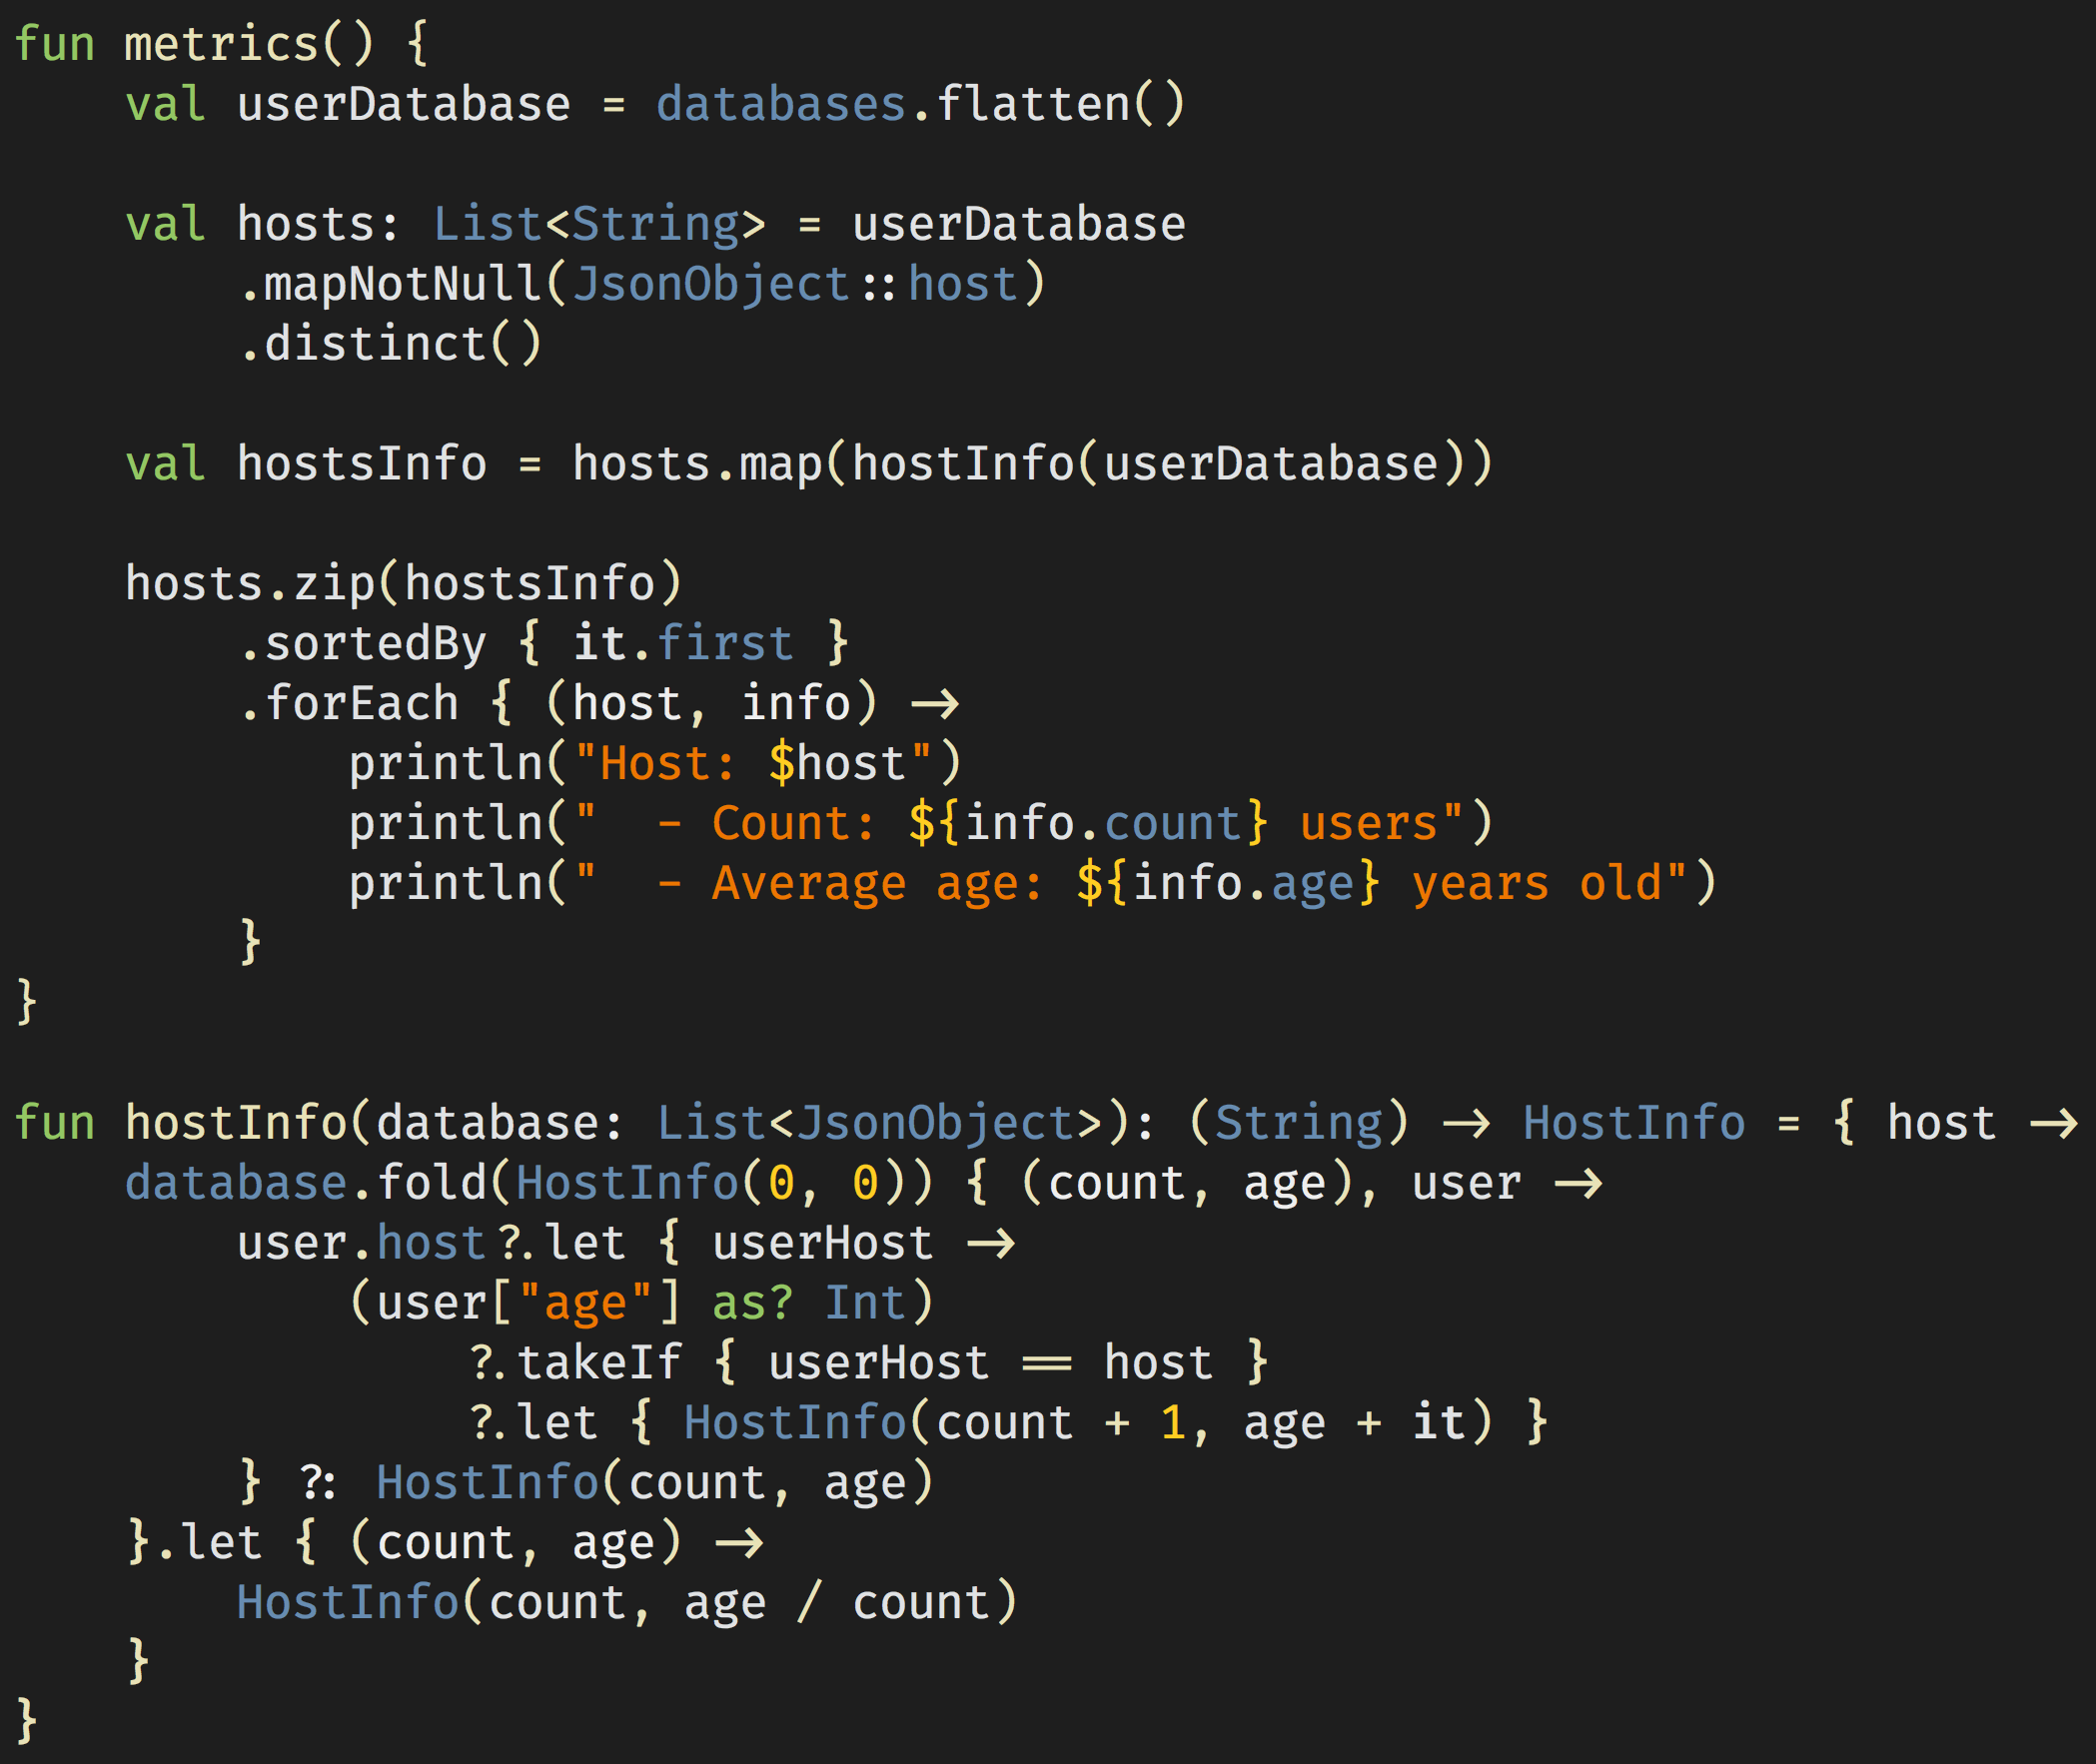 fun metrics() {
    val userDatabase = databases.flatten()

    val hosts: List<String> = userDatabase
        .mapNotNull(JsonObject::host)
        .distinct()

    val hostsInfo = hosts.map(hostInfo(userDatabase))

    hosts.zip(hostsInfo)
        .sortedBy { it.first }
        .forEach { (host, info) ->
            println("Host: $host")
            println("  - Count: ${info.count} users")
            println("  - Average age: ${info.age} years old")
        }
}

fun hostInfo(database: List<JsonObject>): (String) -> HostInfo = { host ->
    database.fold(HostInfo(0, 0)) { (count, age), user ->
        user.host?.let { userHost ->
            (user["age"] as? Int)
                ?.takeIf { userHost == host }
                ?.let { HostInfo(count + 1, age + it) }
        } ?: HostInfo(count, age)
    }.let { (count, age) ->
        HostInfo(count, age / count)
    }
}